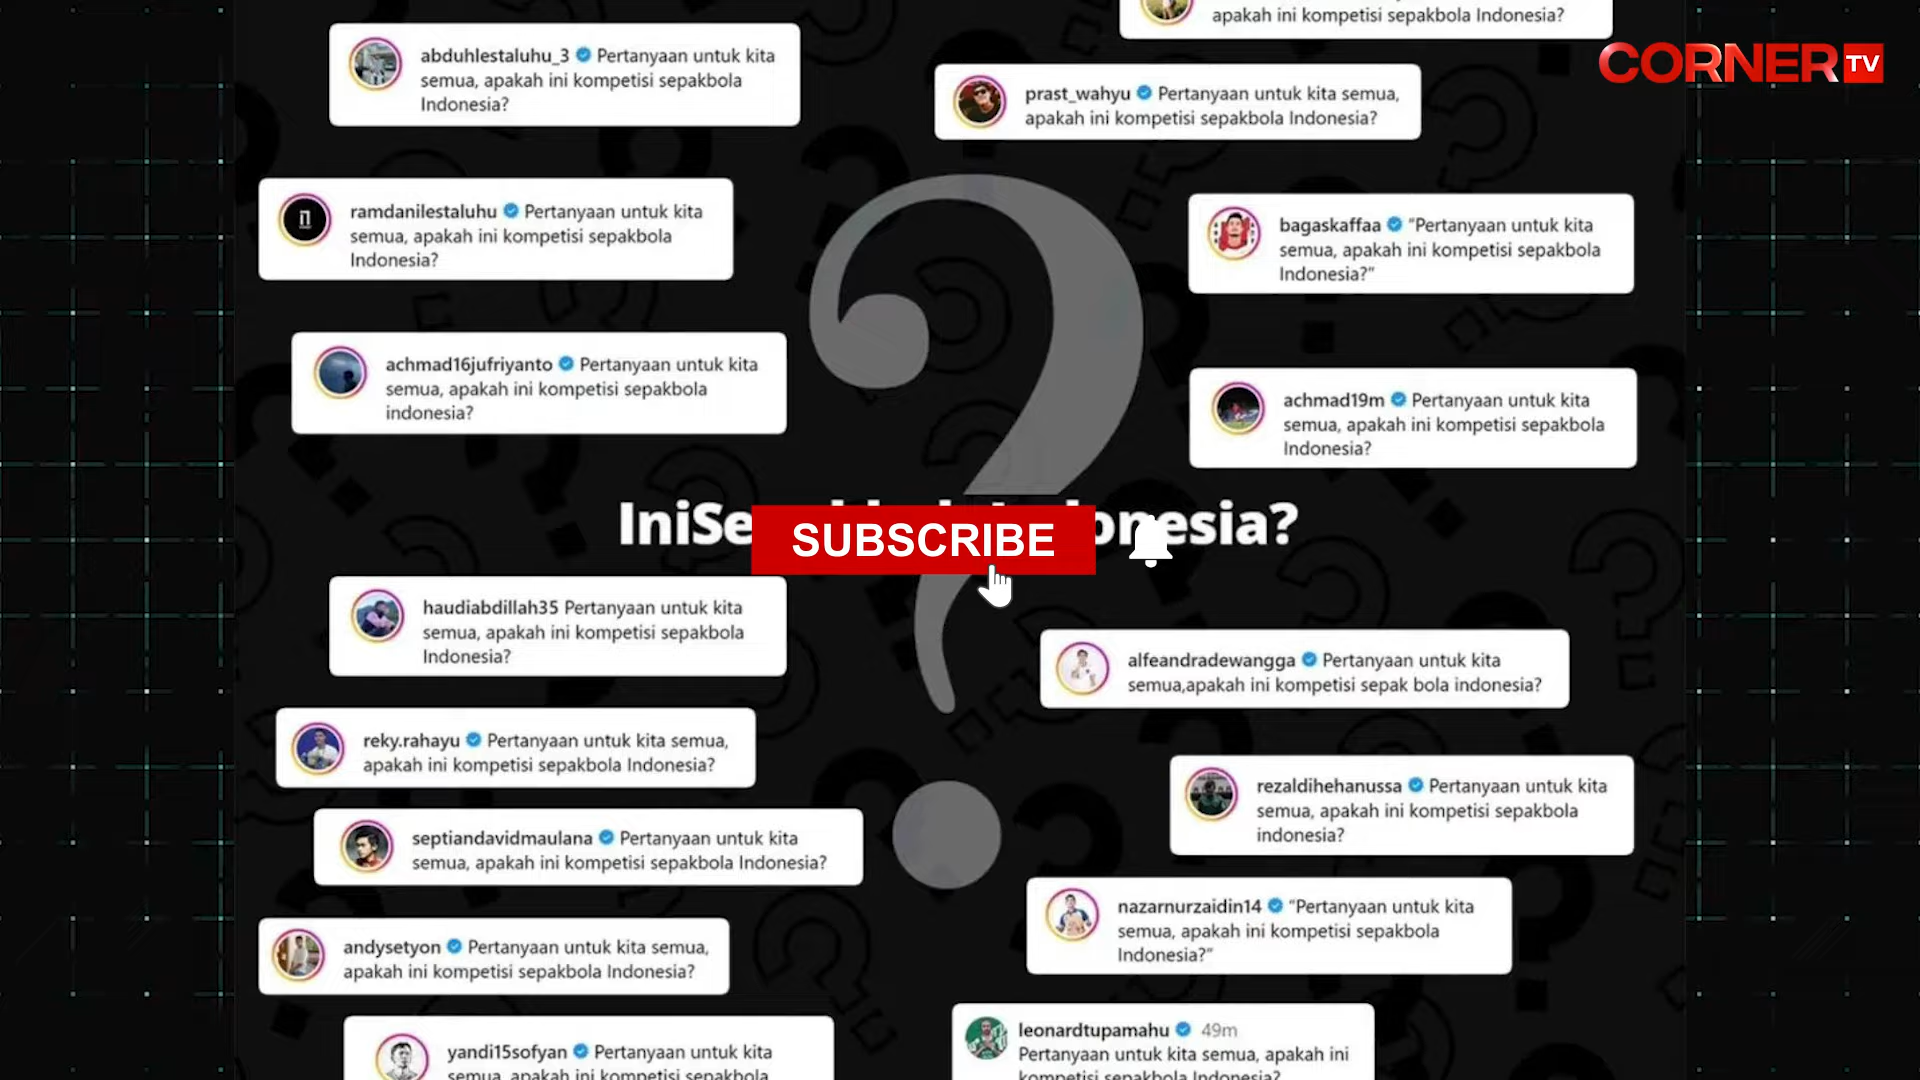 apakah ini kompetisi sepakbola Indonesia?
CORNER TV
abduhlestaluhu_3 Pertanyaan untuk kita
semua, apakah ini kompetisi sepakbola
Indonesia?
prast_wahyu Pertanyaan untuk kita semua,
apakah ini kompetisi sepakbola Indonesia?
ramdanilestaluhu Pertanyaan untuk kita
semua, apakah ini kompetisi sepakbola
Indonesia?
bagaskaffaa "Pertanyaan untuk kita
semua, apakah ini kompetisi sepakbola
Indonesia?"
achmad16jufriyanto Pertanyaan untuk kita
semua, apakah ini kompetisi sepakbola
indonesia?
achmad19m Pertanyaan untuk kita
semua, apakah ini kompetisi sepakbola
Indonesia?
?
SUBSCRIBE
haudiabdillah35 Pertanyaan untuk kita
semua, apakah ini kompetisi sepakbola
Indonesia?
alfeandradewangga Pertanyaan untuk kita
semua,apakah ini kompetisi sepak bola indonesia?
reky.rahayu Pertanyaan untuk kita semua,
apakah ini kompetisi sepakbola Indonesia?
rezaldihehanussa Pertanyaan untuk kita
semua, apakah ini kompetisi sepakbola
indonesia?
septiandavidmaulana Pertanyaan untuk kita
semua, apakah ini kompetisi sepakbola Indonesia?
nazarnurzaidin14 "Pertanyaan untuk kita
semua, apakah ini kompetisi sepakbola
Indonesia?"
andysetyon Pertanyaan untuk kita semua,
apakah ini kompetisi sepakbola Indonesia?
leonardtupamahu 49m
Pertanyaan untuk kita semua, apakah ini
kompetisi sepakbola Indonesia?
yandi15sofyan Pertanyaan untuk kita
semua, apakah ini kompetisi sepakbola